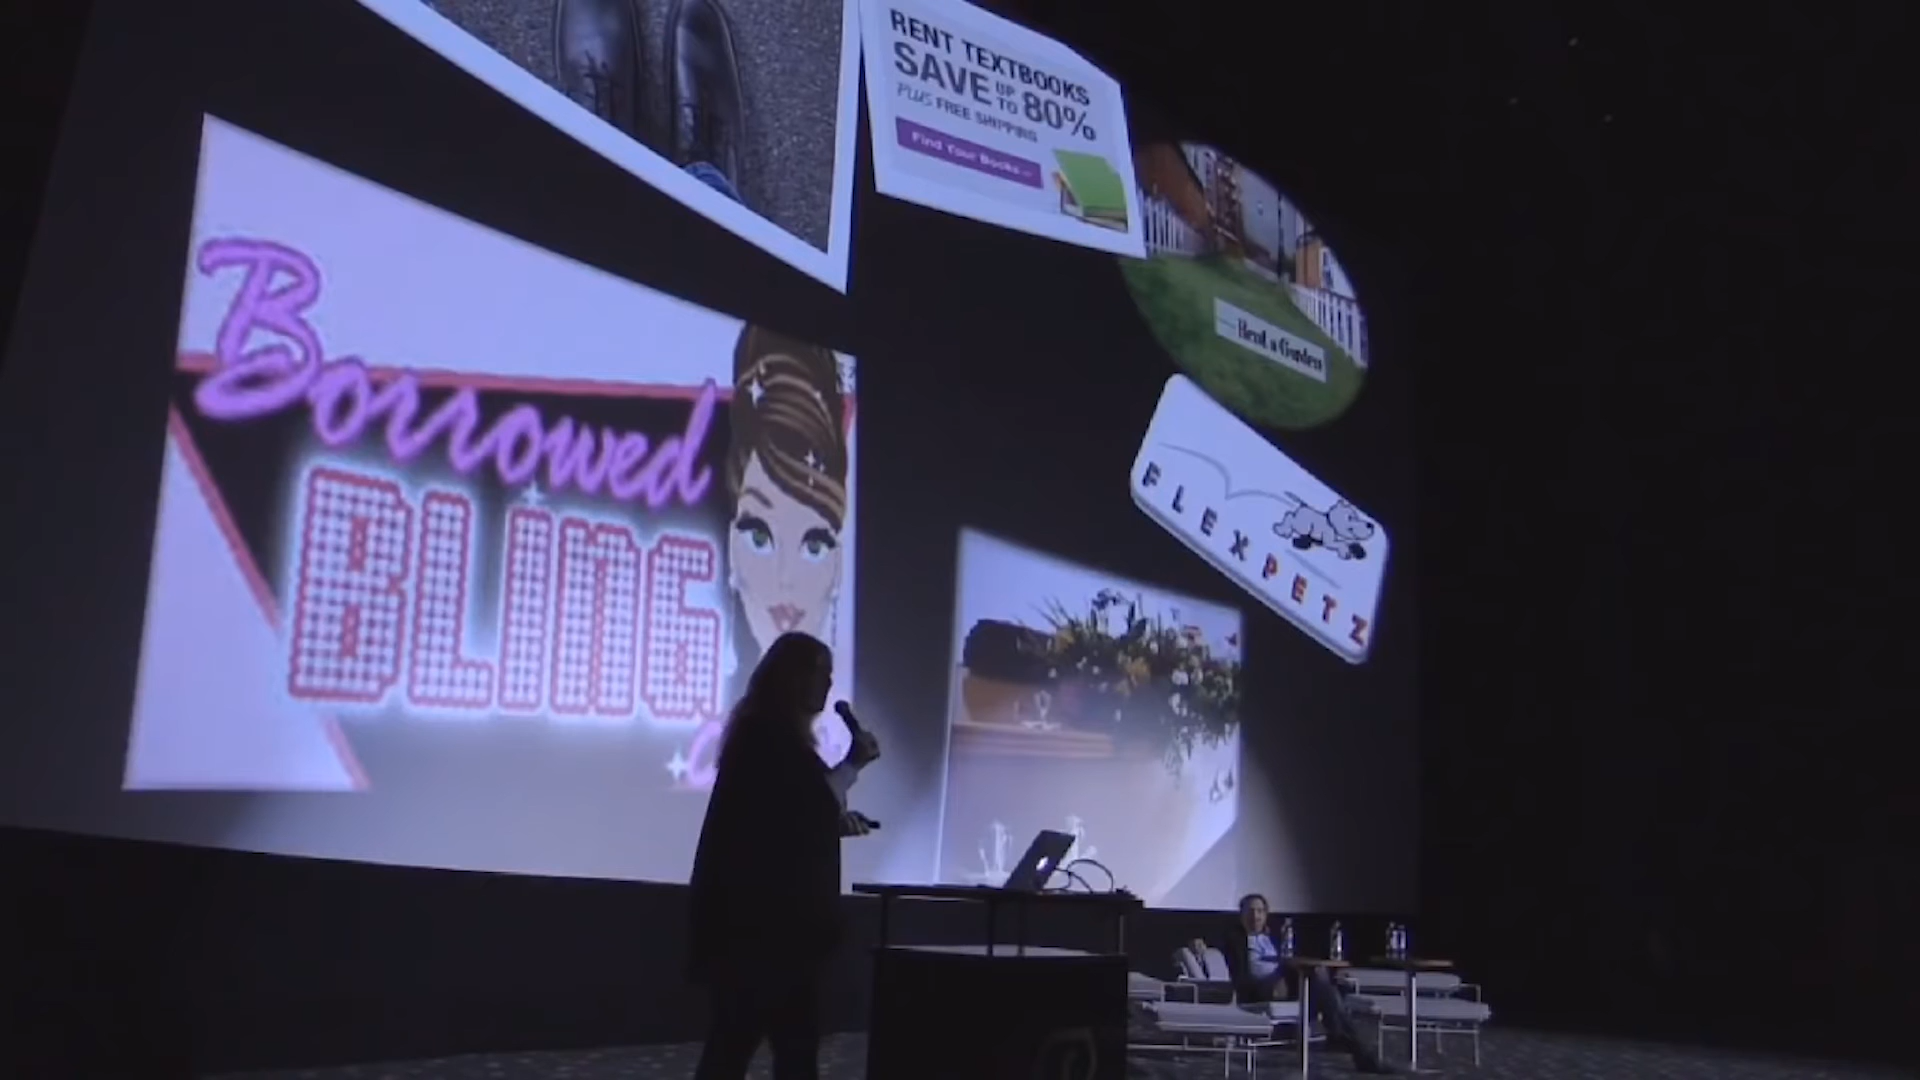 RENT TEXTBOOKS
SAVE UP TO 80%
PLUS FREE SHIPPING
Find Your Books
Rent a Garden
Borrowed
BLING
FLEXPETZ